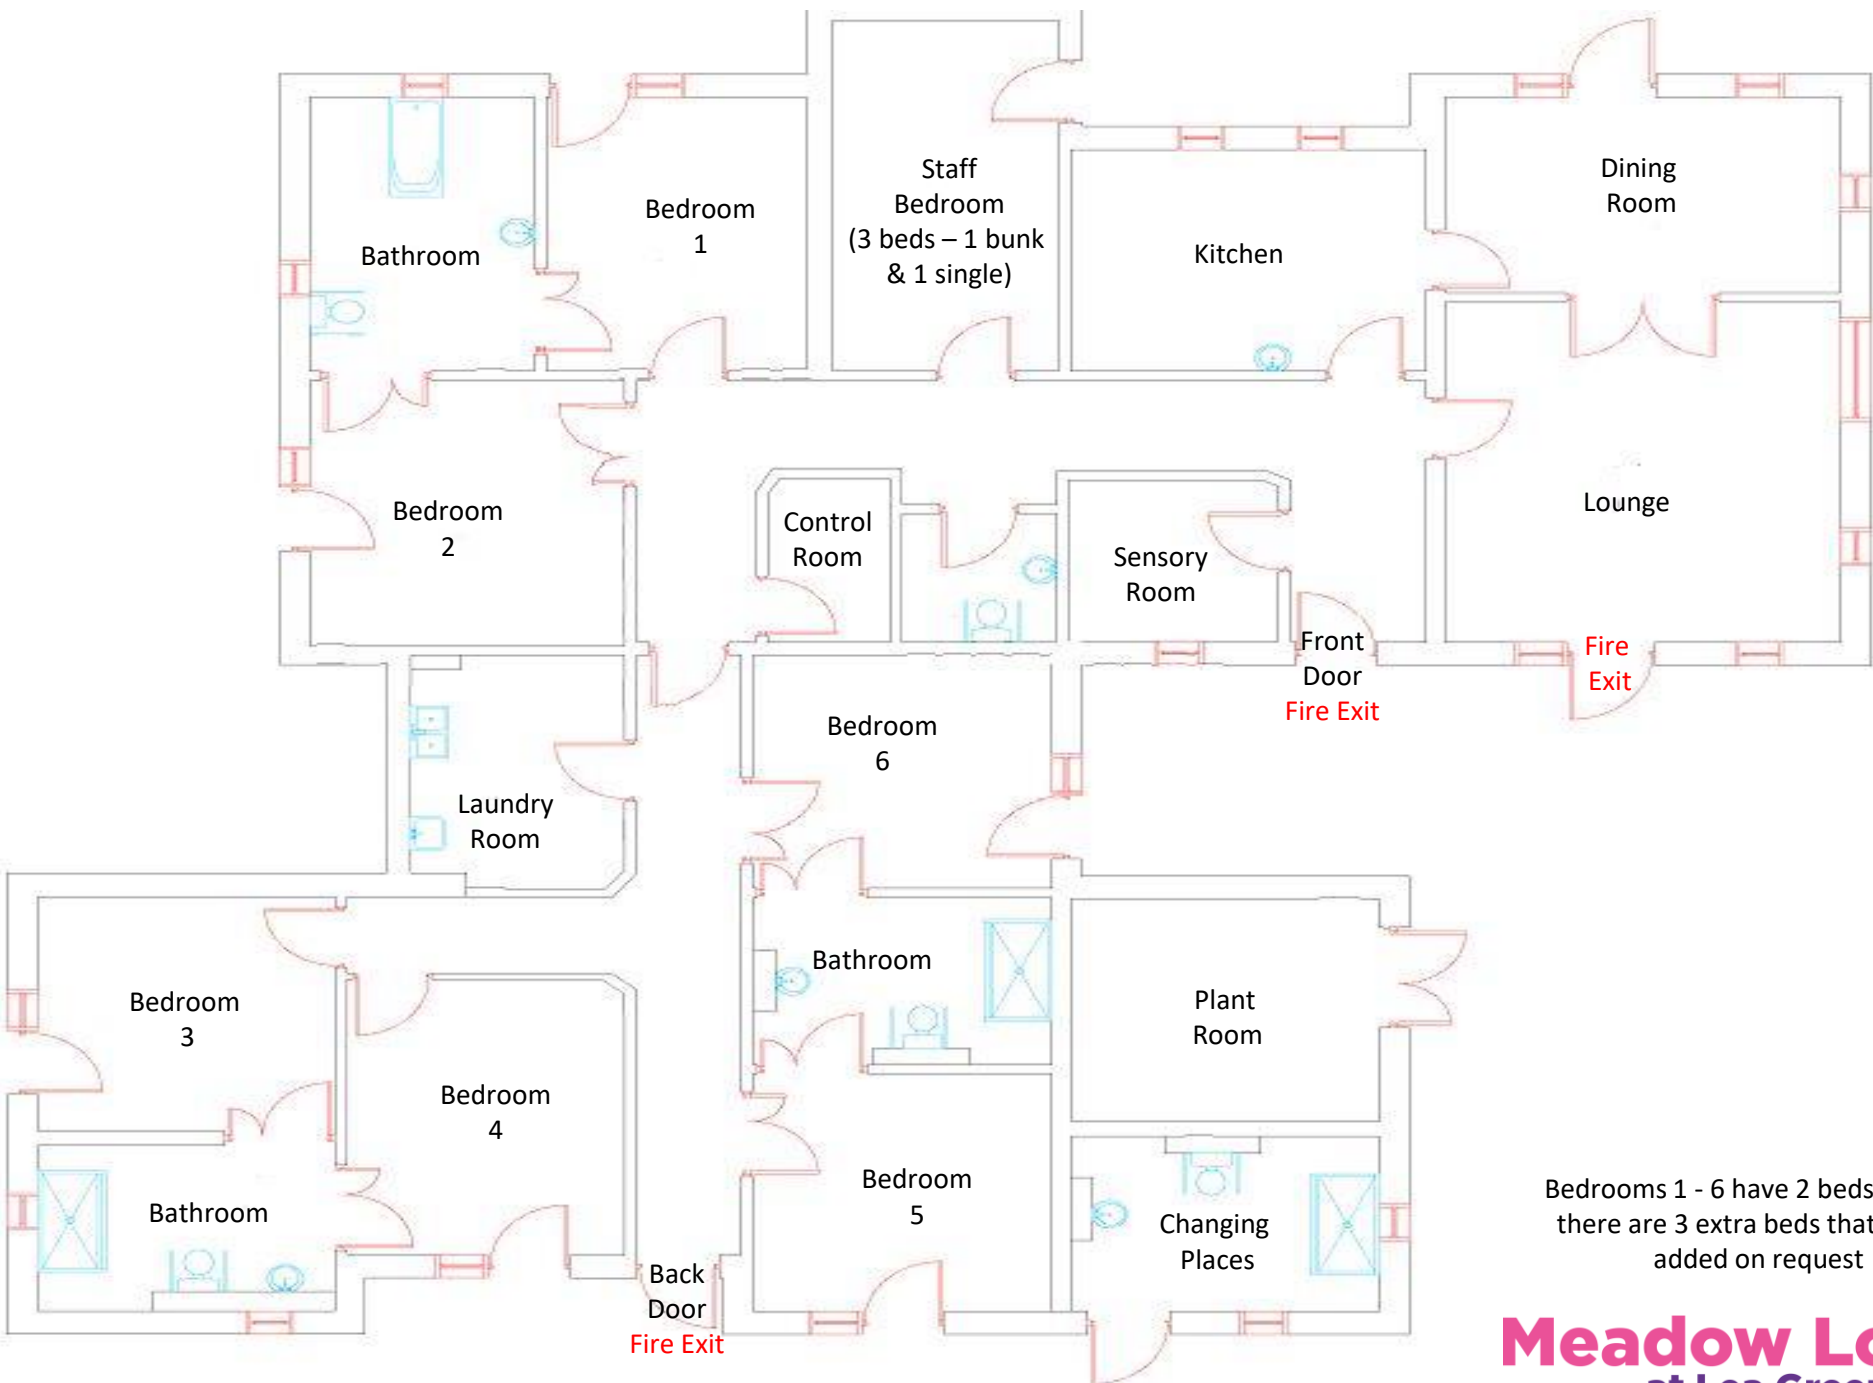 Staff
Bedroom
(3 beds – 1 bunk
& 1 single)
Dining
Room
Bedroom
1
Bathroom
Kitchen
Bedroom
2
Control
Room
Sensory
Room
Lounge
Front
Door
Fire Exit
Fire
Exit
Bedroom
6
Laundry
Room
Bathroom
Bedroom
3
Plant
Room
Bedroom
4
Bedroom
5
Bathroom
Changing
Places
Back
Door
Fire Exit
Bedrooms 1 - 6 have 2 beds
there are 3 extra beds that
added on request
Meadow
at Lea